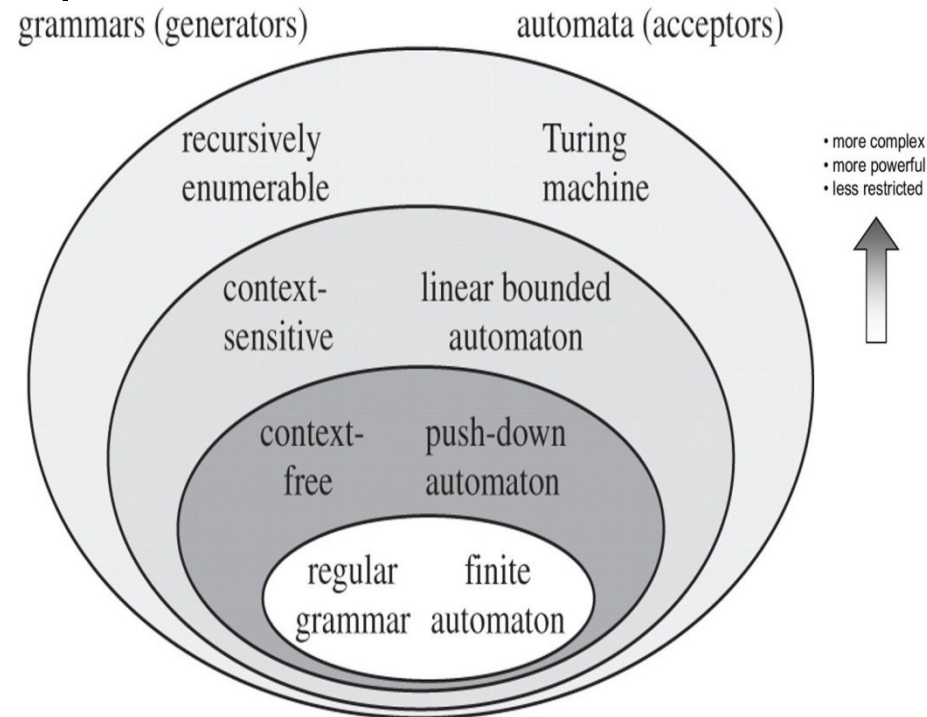 grammars (generators)
automata (acceptors)
recursively
enumerable
Turing
machine
• more complex
• more powerful
• less restricted
context-
sensitive
linear bounded
automaton
context-
free
push-down
automaton
regular
grammar
finite
automaton